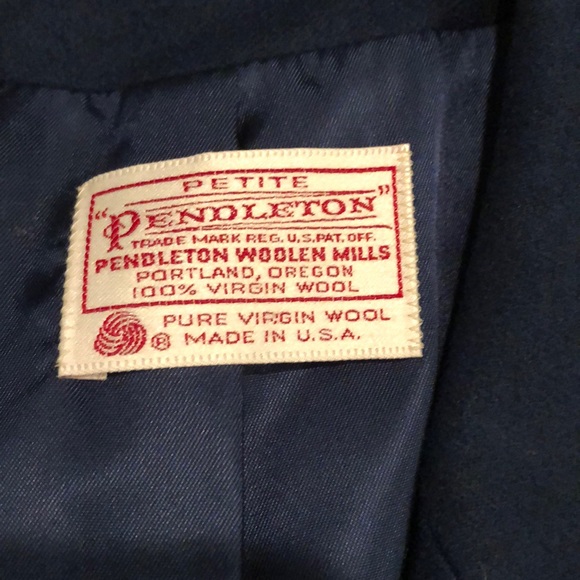 PETITE
"PENDLETON"
TRADE MARK REG. U.S. PAT. OFF.
PENDLETON WOOLEN MILLS
PORTLAND, OREGON
100% VIRGIN WOOL
® PURE VIRGIN WOOL
MADE IN U.S.A.